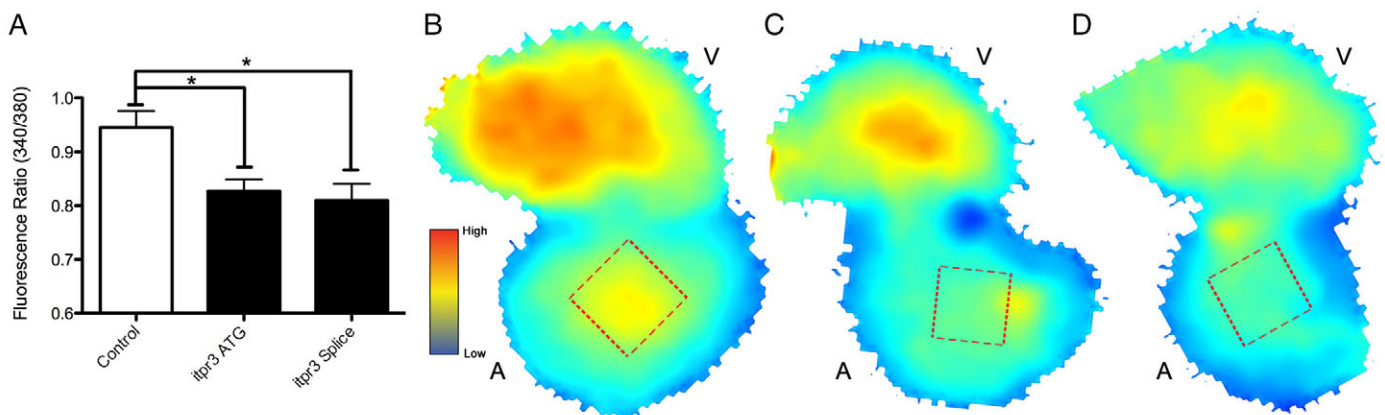 A
B
C
D
V
V
V
*
*
1.0
0.9
0.8
0.7
0.6
Fluorescence Ratio (340/380)
High
Low
Control
itpr3 ATG
itpr3 Splice
A
A
A